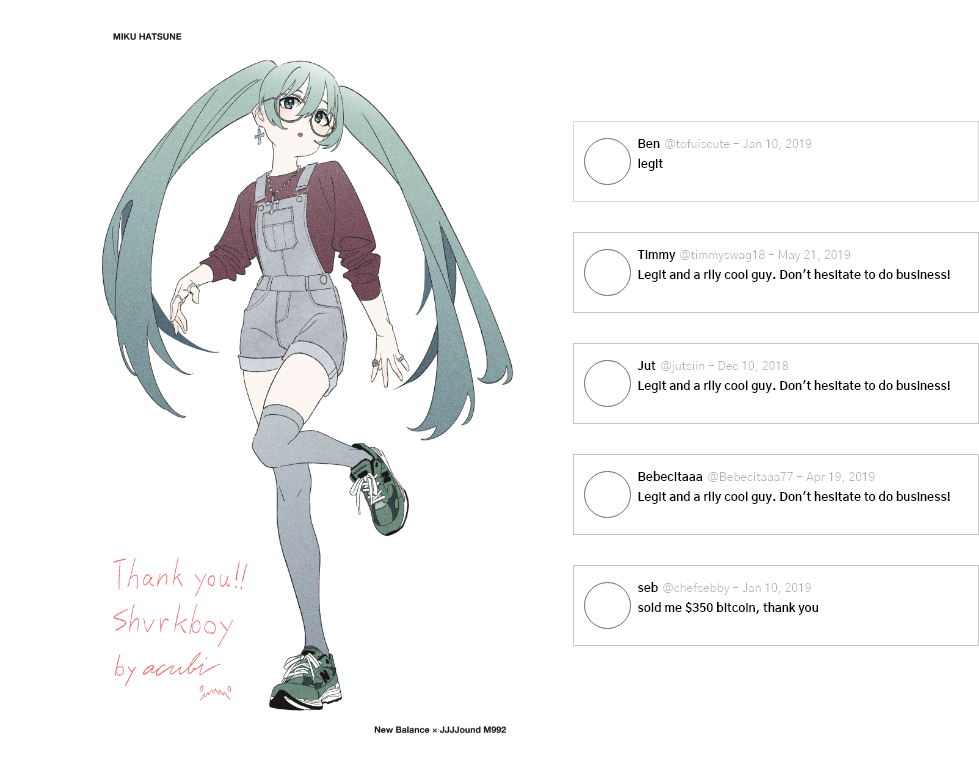 MIKU HATSUNE
Thank you!!
Shvrkboy
by acubi
New Balance × JJJJound M992
Ben @tofuiscute – Jan 10, 2019
legit
Timmy @timmyswag18 – May 21, 2019
Legit and a rlly cool guy. Don't hesitate to do business!
Jut @jutsiin – Dec 10, 2018
Legit and a rlly cool guy. Don't hesitate to do business!
Bebecitaaa @Bebecitaaa77 – Apr 19, 2019
Legit and a rlly cool guy. Don't hesitate to do business!
seb @chefsebby – Jan 10, 2019
sold me $350 bitcoin, thank you